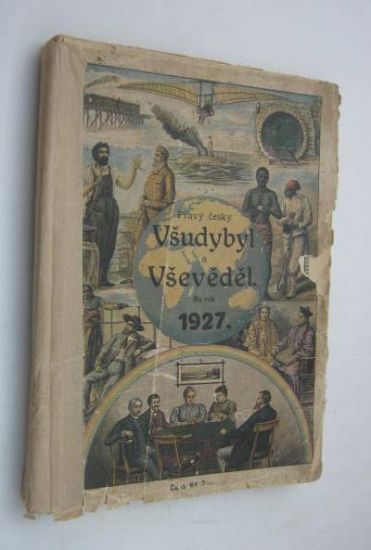 Pravý český
Všudybyl
a
Vševěděl.
Na rok
1927.